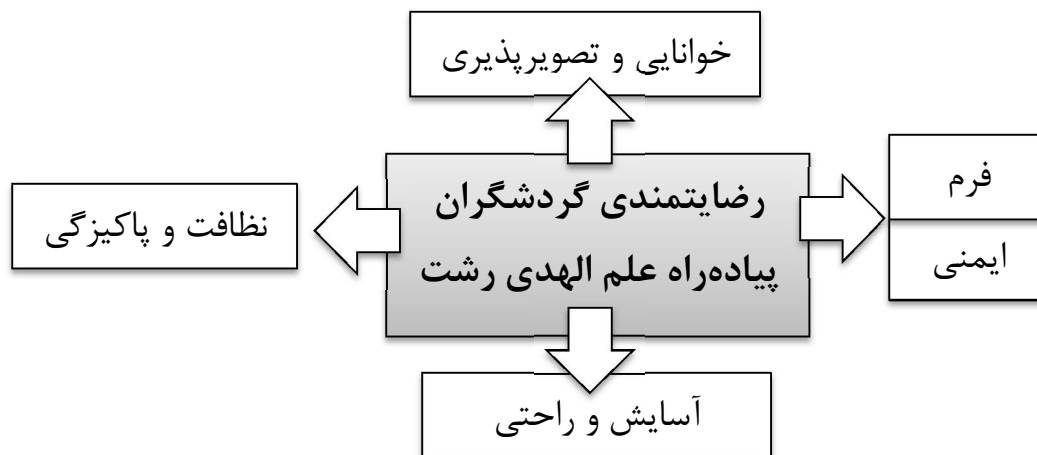 خوانایی و تصویرپذیری
فرم
ایمنی
رضایتمندی گردشگران
پیاده‌راه علم الهدی رشت
نظافت و پاکیزگی
آسایش و راحتی